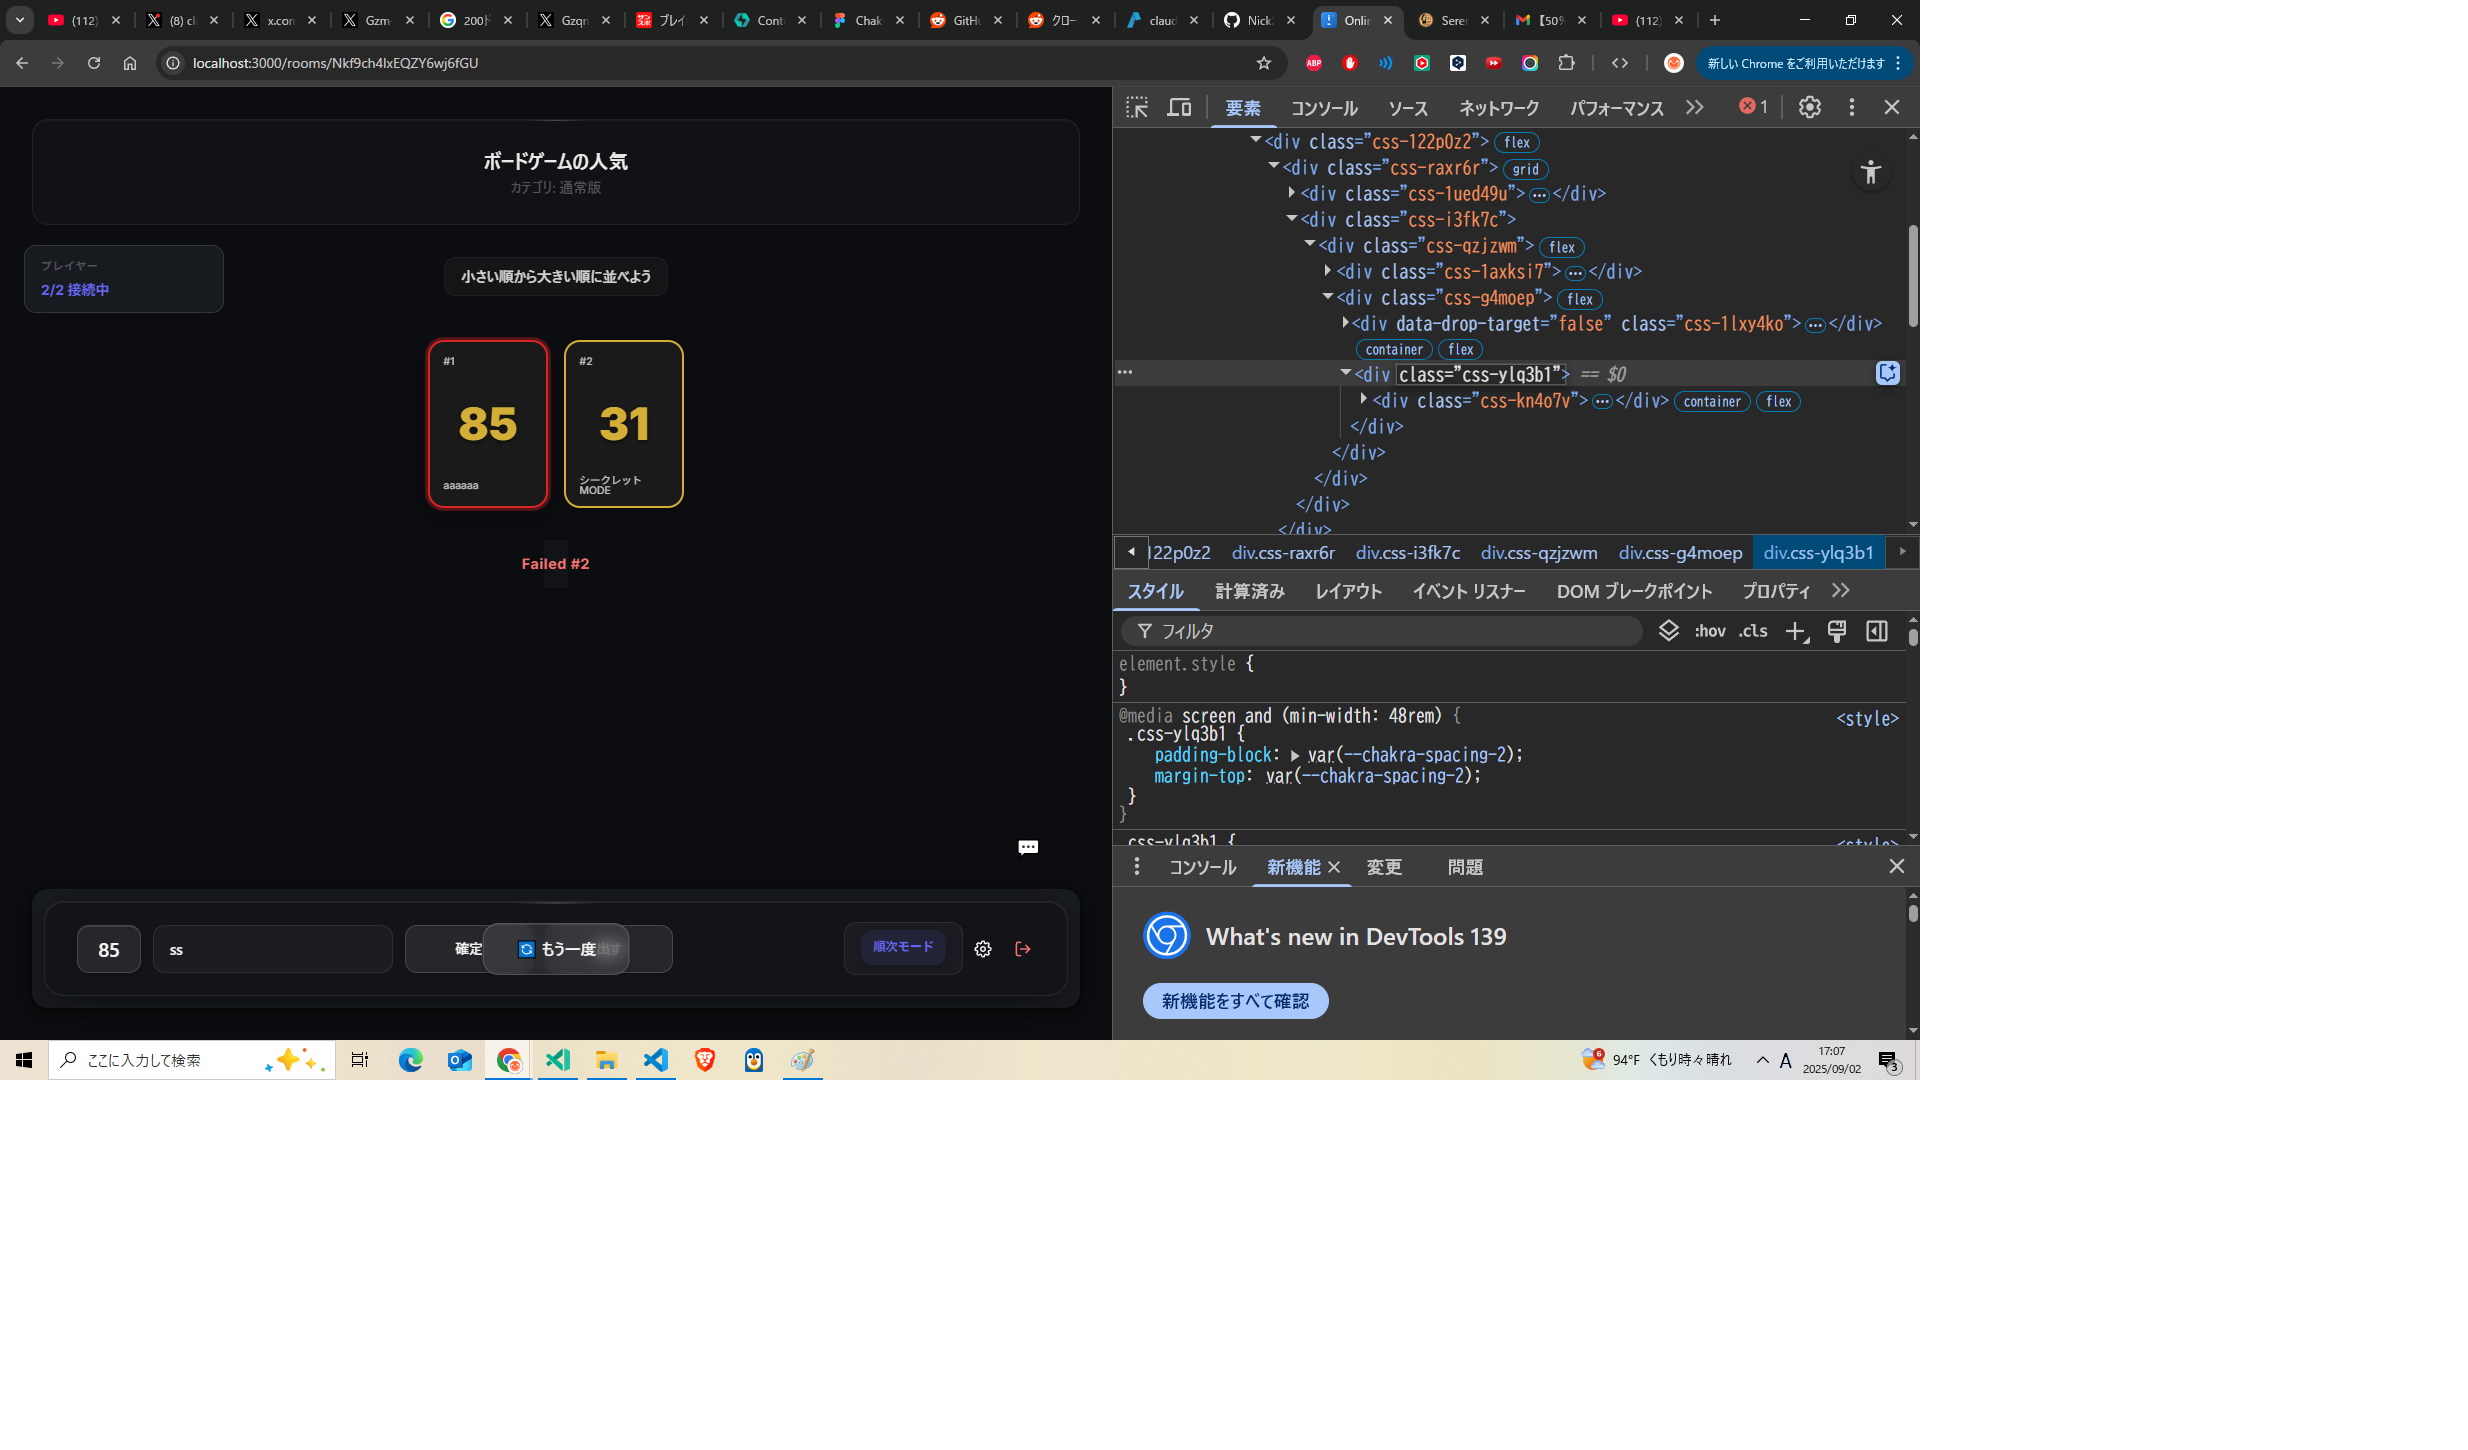 (112)
(8) cl
x.con
Gzm-
200ド
Gzqn
プレイ
Cont
Chak
GitHu
クロー
claud
Nick
Onlin
Seren
【50%
(112)
localhost:3000/rooms/Nkf9ch4lxEQZY6wj6fGU
ABP
新しい Chrome をご利用いただけます
ボードゲームの人気
カテゴリ: 通常版
プレイヤー
2/2 接続中
小さい順から大きい順に並べよう
#1
85
aaaaaa
#2
31
シークレット
MODE
Failed #2
85
ss
確定
もう一度
出す
順次モード
要素 コンソール ソース ネットワーク パフォーマンス
1
<div class="css-122p0z2"> flex
<div class="css-raxr6r"> grid
<div class="css-1ued49u"> … </div>
<div class="css-i3fk7c">
<div class="css-qzjzwm"> flex
<div class="css-1axksi7"> … </div>
<div class="css-g4moep"> flex
<div data-drop-target="false" class="css-1lxy4ko"> … </div>
container flex
… <div class="css-ylq3b1"> == $0
<div class="css-kn4o7v"> … </div> container flex
</div>
</div>
</div>
</div>
</div>
122p0z2 div.css-raxr6r div.css-i3fk7c div.css-qzjzwm div.css-g4moep div.css-ylq3b1
スタイル 計算済み レイアウト イベント リスナー DOM ブレークポイント プロパティ
フィルタ
:hov .cls
element.style {
}
@media screen and (min-width: 48rem) {
<style>
.css-ylq3b1 {
padding-block: var(--chakra-spacing-2);
margin-top: var(--chakra-spacing-2);
}
}
.css-ylq3b1 {
<style>
コンソール 新機能 変更 問題
What's new in DevTools 139
新機能をすべて確認
ここに入力して検索
6
94°F くもり時々晴れ
A
17:07
2025/09/02
3